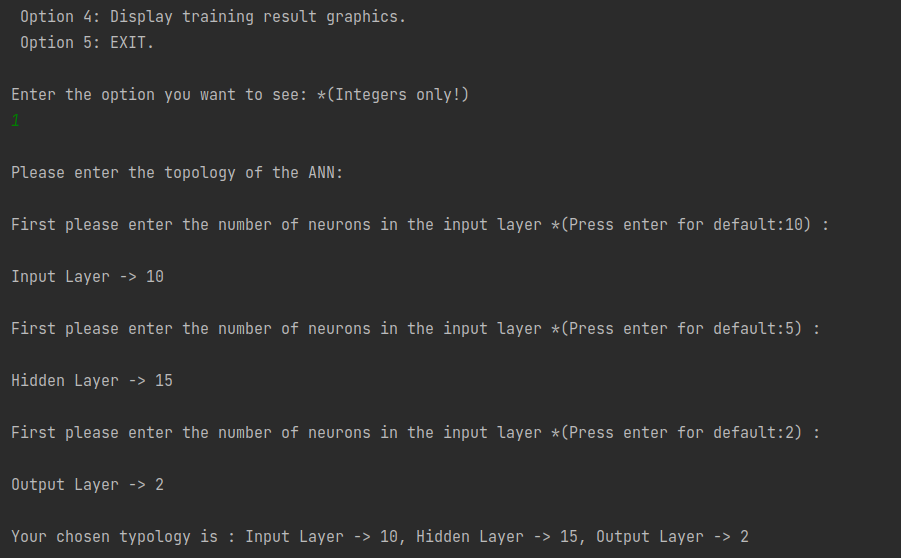 Option 4: Display training result graphics.
Option 5: EXIT.
Enter the option you want to see: *(Integers only!)
1
Please enter the topology of the ANN:
First please enter the number of neurons in the input layer *(Press enter for default:10) :
Input Layer -> 10
First please enter the number of neurons in the input layer *(Press enter for default:5) :
Hidden Layer -> 15
First please enter the number of neurons in the input layer *(Press enter for default:2) :
Output Layer -> 2
Your chosen typology is : Input Layer -> 10, Hidden Layer -> 15, Output Layer -> 2